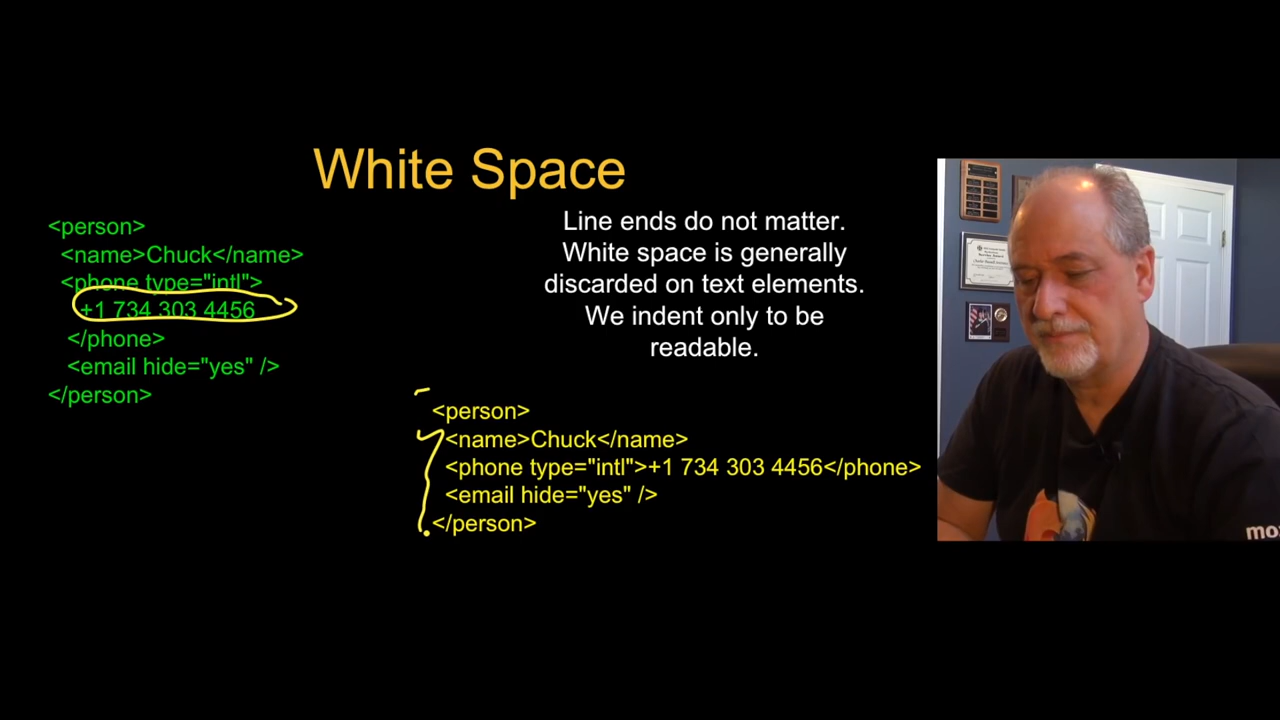 White Space
<person>
<name>Chuck</name>
<phone type="intl">
+1 734 303 4456
</phone>
<email hide="yes" />
</person>
Line ends do not matter.
White space is generally
discarded on text elements.
We indent only to be
readable.
<person>
<name>Chuck</name>
<phone type="intl">+1 734 303 4456</phone>
<email hide="yes" />
</person>